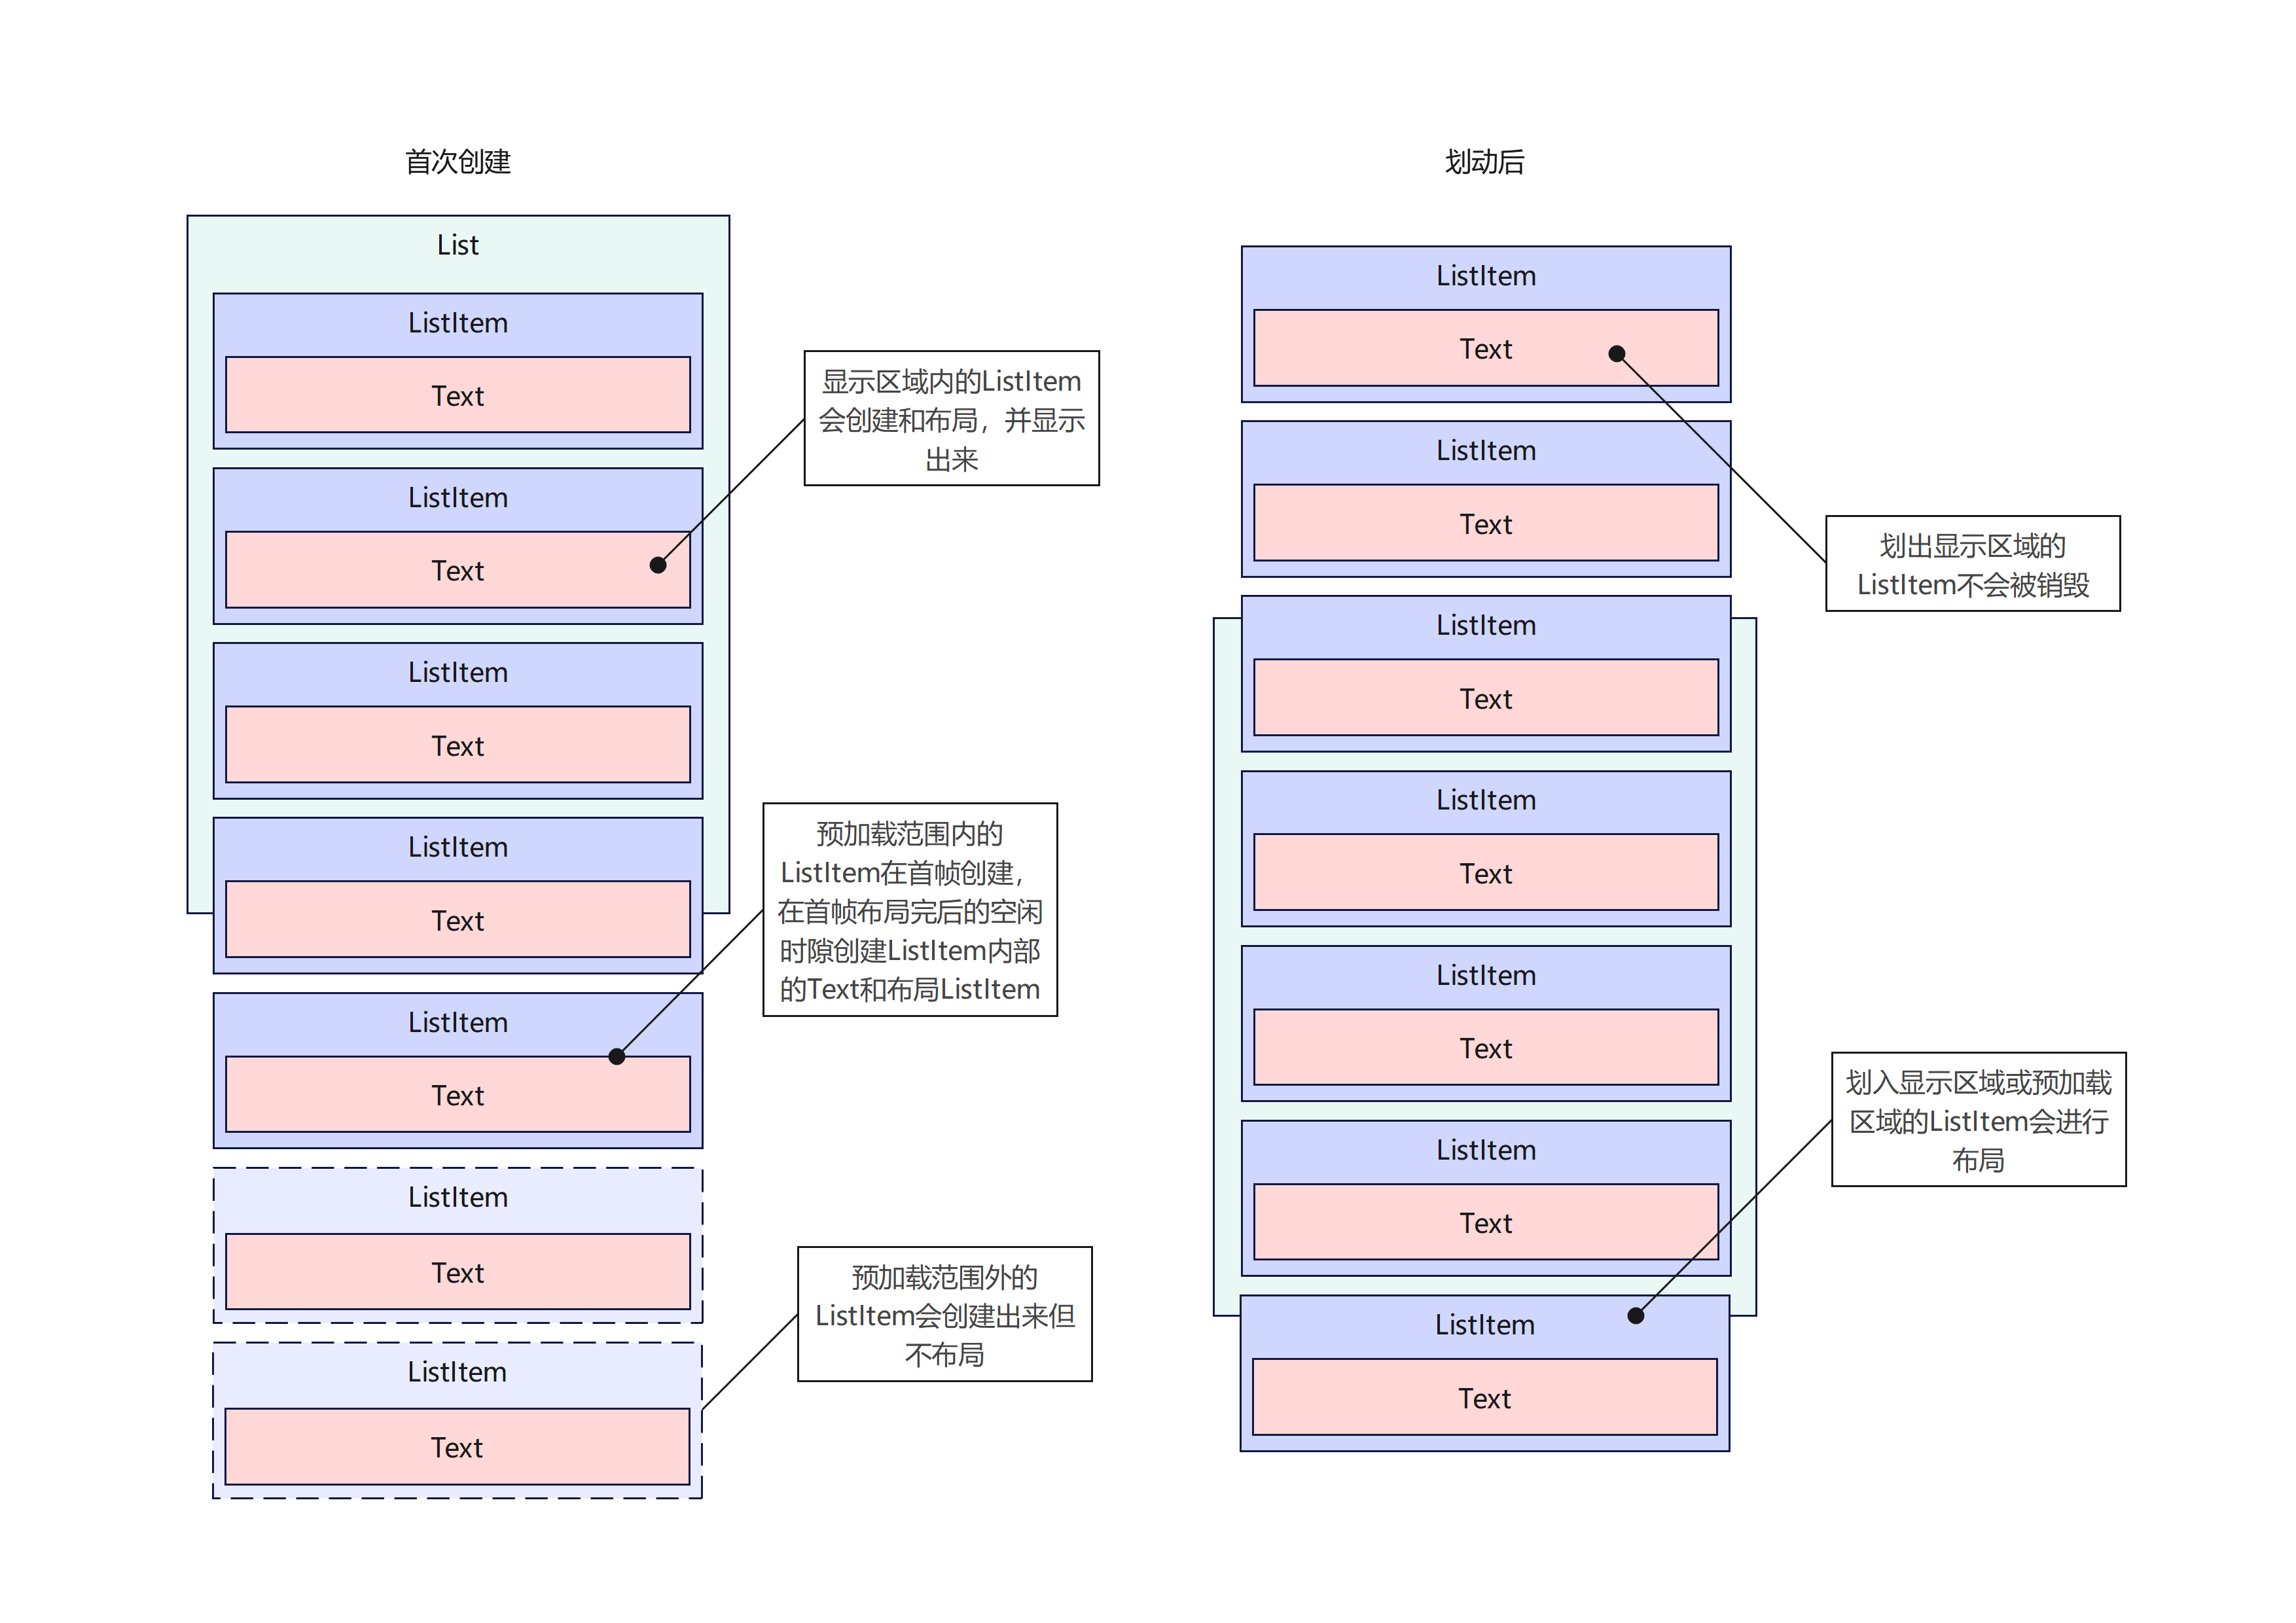 首次创建
List
ListItem
Text
ListItem
Text
ListItem
Text
ListItem
Text
ListItem
Text
ListItem
Text
ListItem
Text
显示区域内的ListItem
会创建和布局，并显示
出来
预加载范围内的
ListItem在首帧创建，
在首帧布局完后的空闲
时隙创建ListItem内部
的Text和布局ListItem
预加载范围外的
ListItem会创建出来但
不布局
划动后
ListItem
Text
ListItem
Text
ListItem
Text
ListItem
Text
ListItem
Text
ListItem
Text
ListItem
Text
划出显示区域的
ListItem不会被销毁
划入显示区域或预加载
区域的ListItem会进行
布局